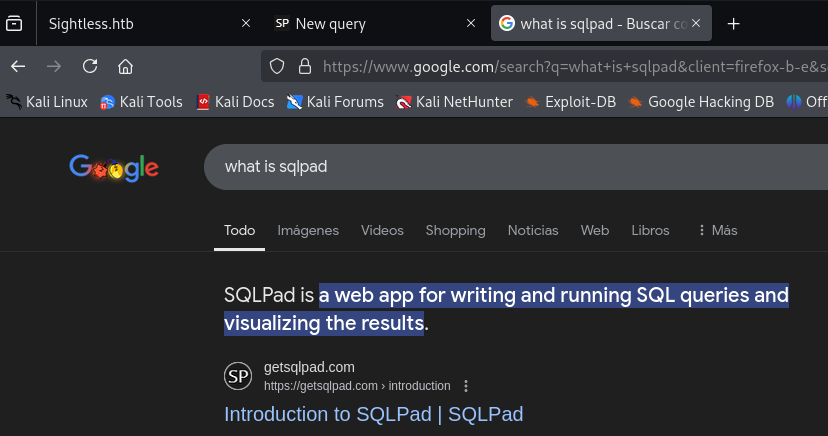 Sightless.htb
SP New query
what is sqlpad - Buscar co
https://www.google.com/search?q=what+is+sqlpad&client=firefox-b-e&s
Kali Linux Kali Tools Kali Docs Kali Forums Kali NetHunter Exploit-DB Google Hacking DB Off
Google
what is sqlpad
Todo Imágenes Videos Shopping Noticias Web Libros Más
SQLPad is a web app for writing and running SQL queries and
visualizing the results.
SP
getsqlpad.com
https://getsqlpad.com › introduction
Introduction to SQLPad | SQLPad